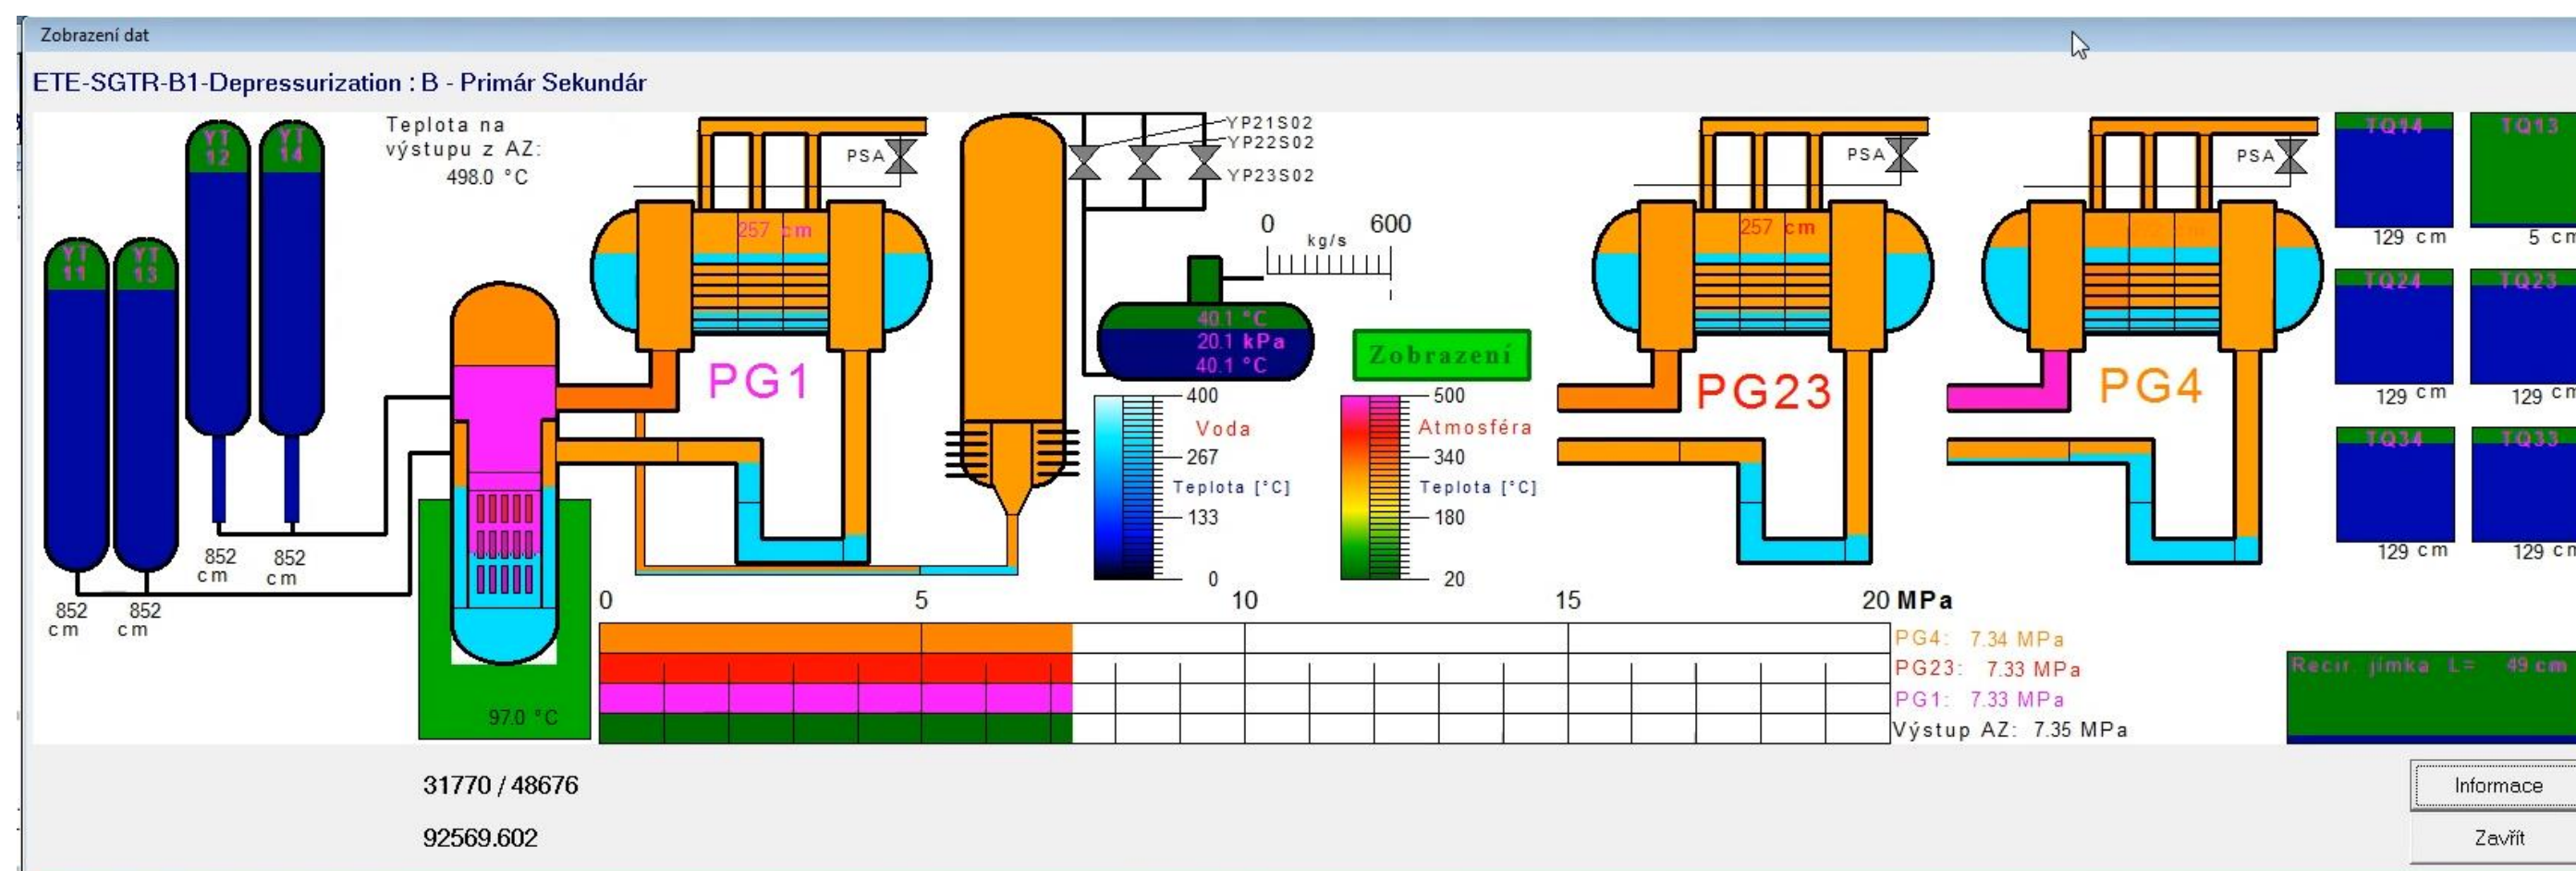 Zobrazení dat
ETE-SGTR-B1-Depressurization : B - Primár Sekundár
YT 12
YT 14
YT 11
YT 13
Teplota na
výstupu z AZ:
498.0 °C
852 cm
852 cm
852 cm
852 cm
97.0 °C
PSA
257 cm
PG1
YP21S02
YP22S02
YP23S02
0 600
kg/s
40.1 °C
20.1 kPa
40.1 °C
Zobrazení
400
Voda
267
Teplota [°C]
133
0
500
Atmosféra
340
Teplota [°C]
180
20
PSA
257 cm
PG23
PSA
PG4
TQ14
129 cm
TQ13
5 cm
TQ24
129 cm
TQ23
129 cm
TQ34
129 cm
TQ33
129 cm
0 5 10 15 20 MPa
PG4: 7.34 MPa
PG23: 7.33 MPa
PG1: 7.33 MPa
Výstup AZ: 7.35 MPa
Recir. jímka L= 49 cm
31770 / 48676
92569.602
Informace
Zavřít